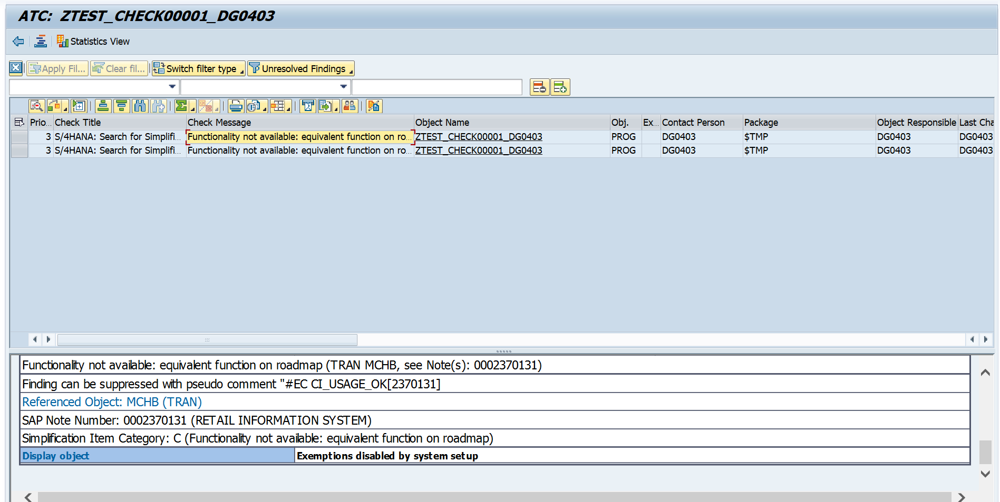 ATC: ZTEST_CHECK00001_DG0403
Statistics View
Apply Fil... Clear fil... Switch filter type Unresolved Findings
Prio... Check Title Check Message Object Name Obj. Ex... Contact Person Package Object Responsible Last Cha
3 S/4HANA: Search for Simplifi... Functionality not available: equivalent function on ro... ZTEST_CHECK00001_DG0403 PROG DG0403 $TMP DG0403 DG0403
3 S/4HANA: Search for Simplifi... Functionality not available: equivalent function on ro... ZTEST_CHECK00001_DG0403 PROG DG0403 $TMP DG0403 DG0403
Functionality not available: equivalent function on roadmap (TRAN MCHB, see Note(s): 0002370131)
Finding can be suppressed with pseudo comment "#EC CI_USAGE_OK[2370131]
Referenced Object: MCHB (TRAN)
SAP Note Number: 0002370131 (RETAIL INFORMATION SYSTEM)
Simplification Item Category: C (Functionality not available: equivalent function on roadmap)
Display object Exemptions disabled by system setup